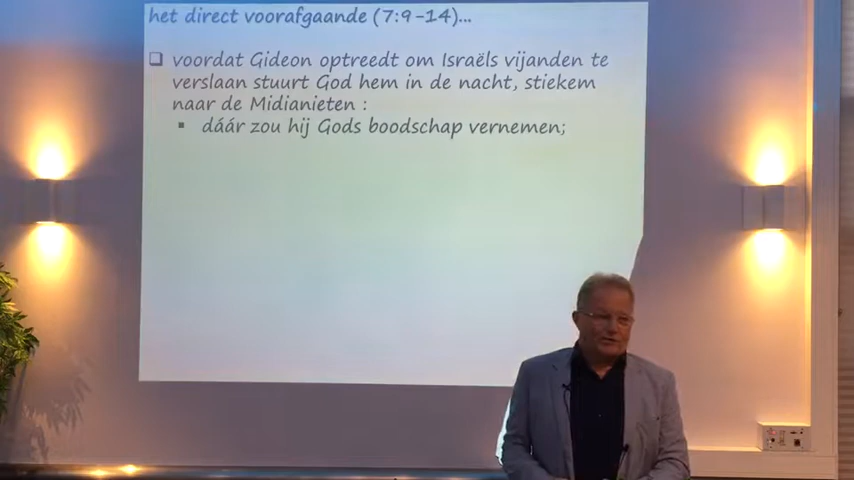 het direct voorafgaande (7:9-14)...
❑ voordat Gideon optreedt om Israëls vijanden te
verslaan stuurt God hem in de nacht, stiekem
naar de Midianieten :
▪ dáár zou hij Gods boodschap vernemen;